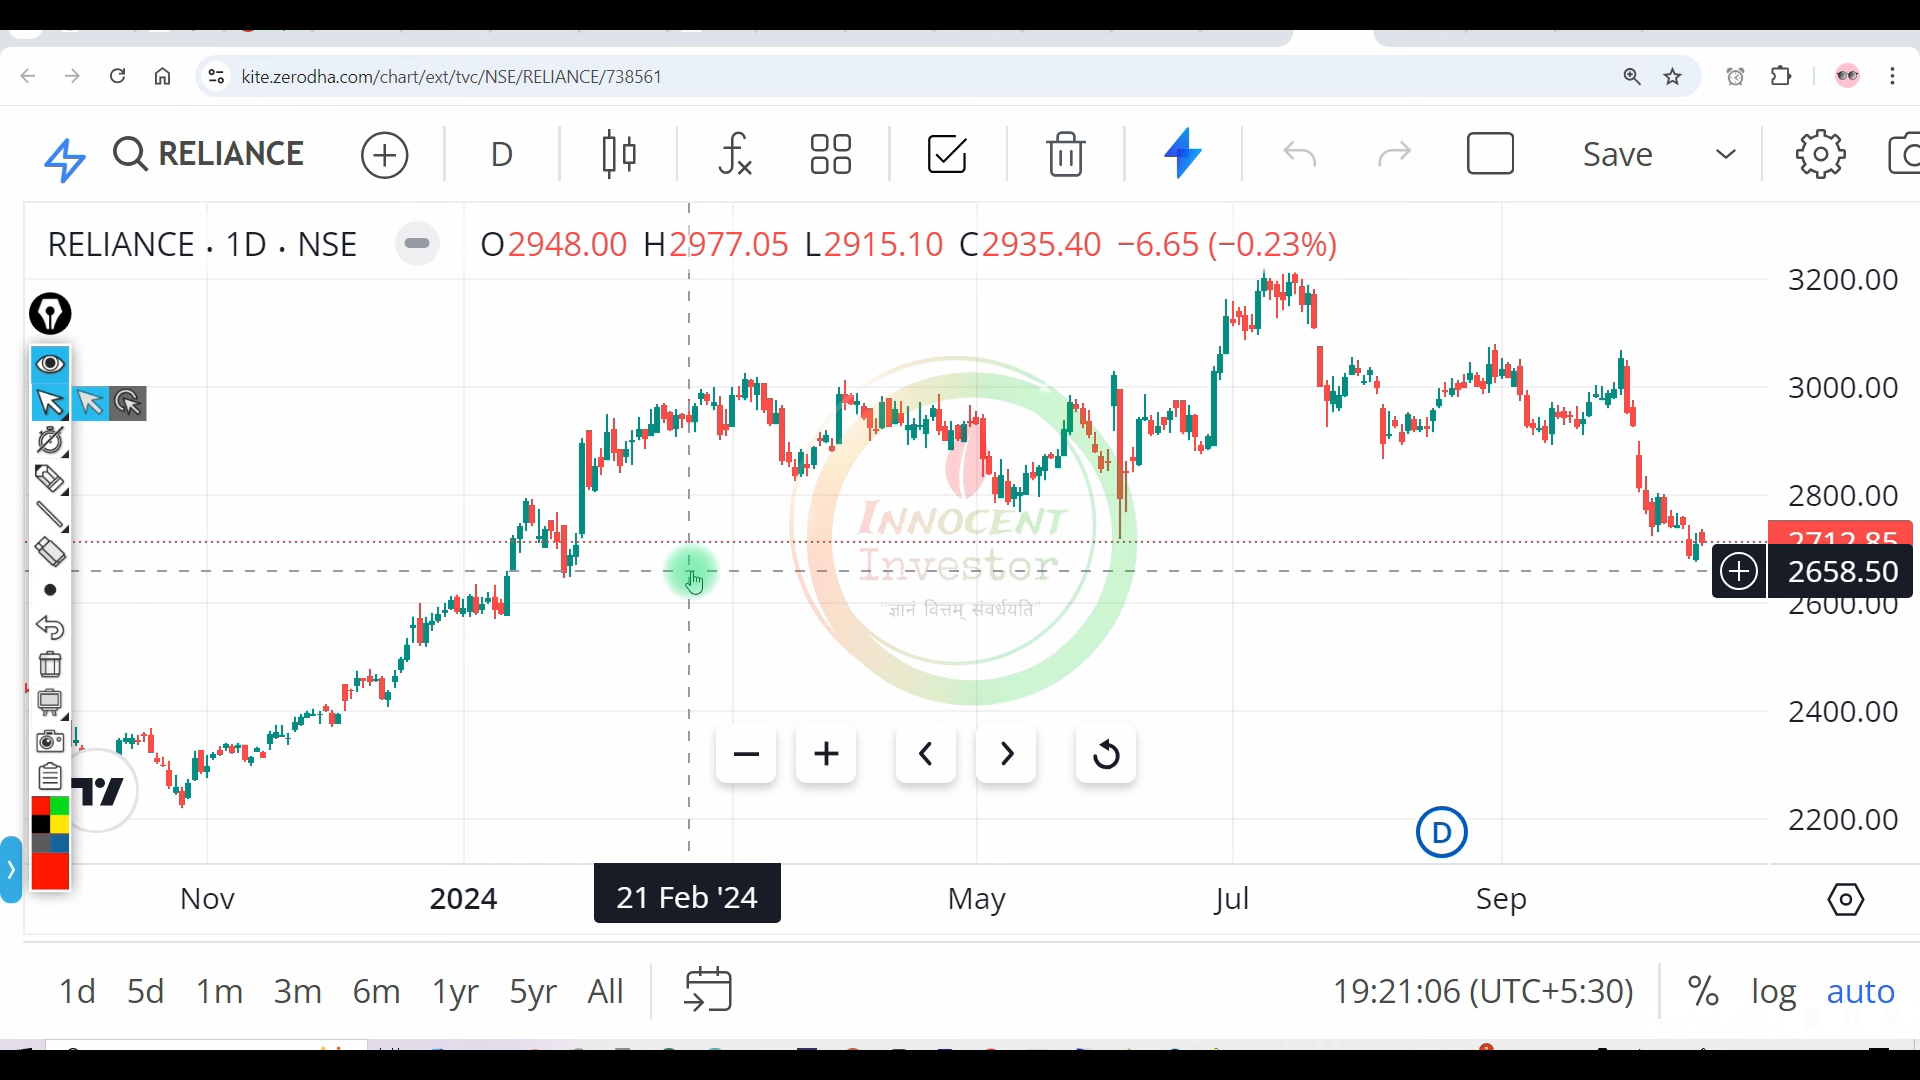 kite.zerodha.com/chart/ext/tvc/NSE/RELIANCE/738561
RELIANCE D Save
RELIANCE · 1D · NSE O2948.00 H2977.05 L2915.10 C2935.40 −6.65 (−0.23%)
3200.00
3000.00
2800.00
2712.85
2658.50
2600.00
2400.00
2200.00
INNOCENT
Investor
“ज्ञानं वित्तम् संवर्धयति”
D
Nov 2024 21 Feb '24 May Jul Sep
1d 5d 1m 3m 6m 1yr 5yr All 19:21:06 (UTC+5:30) % log auto